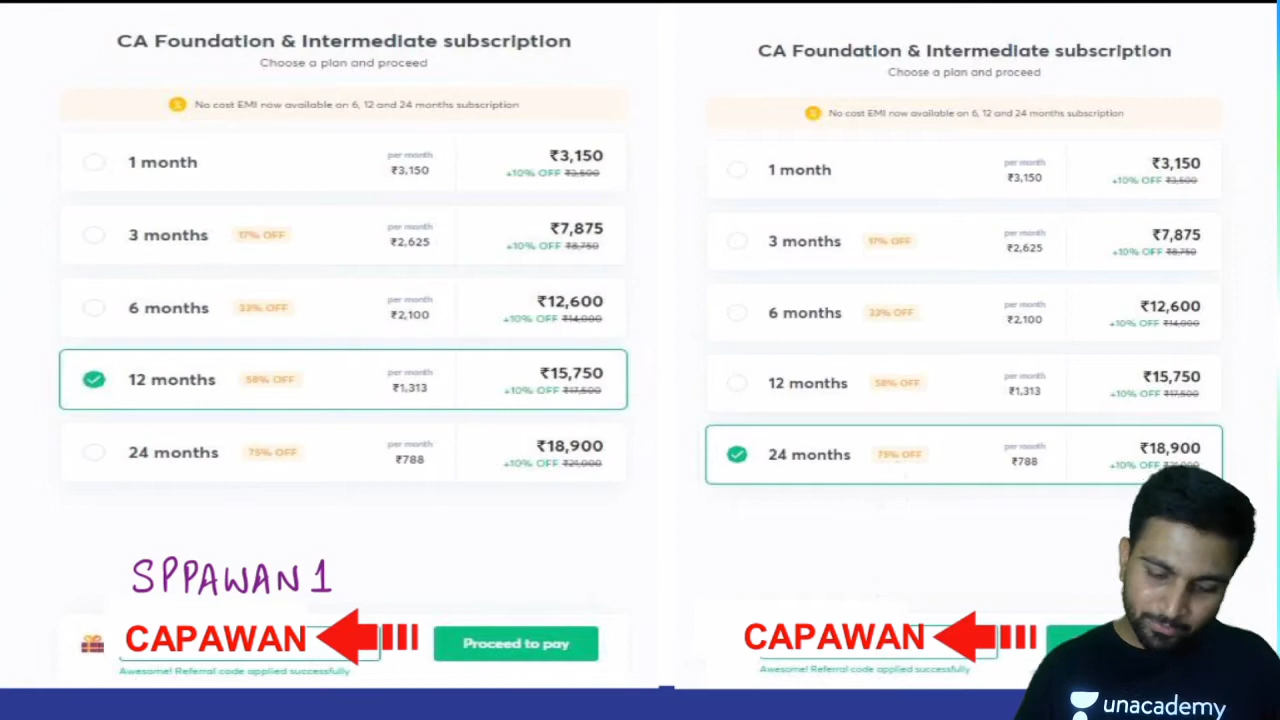 CA Foundation & Intermediate subscription
Choose a plan and proceed
No cost EMI now available on 6, 12 and 24 months subscription
1 month
per month
₹3,150
₹3,150
+10% OFF ₹3,500
3 months 17% OFF
per month
₹2,625
₹7,875
+10% OFF ₹8,750
6 months 33% OFF
per month
₹2,100
₹12,600
+10% OFF ₹14,000
12 months 58% OFF
per month
₹1,313
₹15,750
+10% OFF ₹17,500
24 months 75% OFF
per month
₹788
₹18,900
+10% OFF ₹21,000
SPPAWAN1
CAPAWAN
Proceed to pay
Awesome! Referral code applied successfully
CA Foundation & Intermediate subscription
Choose a plan and proceed
No cost EMI now available on 6, 12 and 24 months subscription
1 month
per month
₹3,150
₹3,150
+10% OFF ₹3,500
3 months 17% OFF
per month
₹2,625
₹7,875
+10% OFF ₹8,750
6 months 33% OFF
per month
₹2,100
₹12,600
+10% OFF ₹14,000
12 months 58% OFF
per month
₹1,313
₹15,750
+10% OFF ₹17,500
24 months 75% OFF
per month
₹788
₹18,900
+10% OFF
CAPAWAN
Awesome! Referral code applied successfully
unacademy